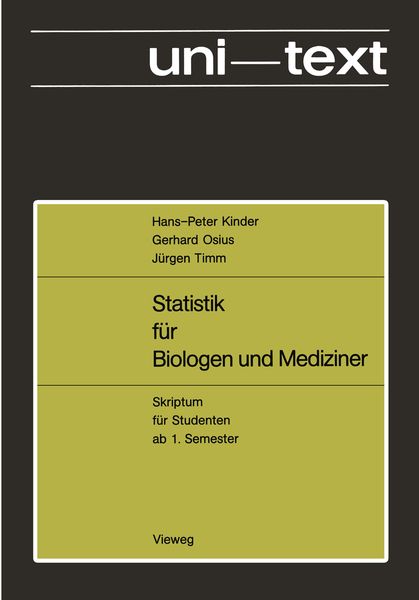 uni—text
Hans-Peter Kinder
Gerhard Osius
Jürgen Timm
Statistik
für
Biologen und Mediziner
Skriptum
für Studenten
ab 1. Semester
Vieweg